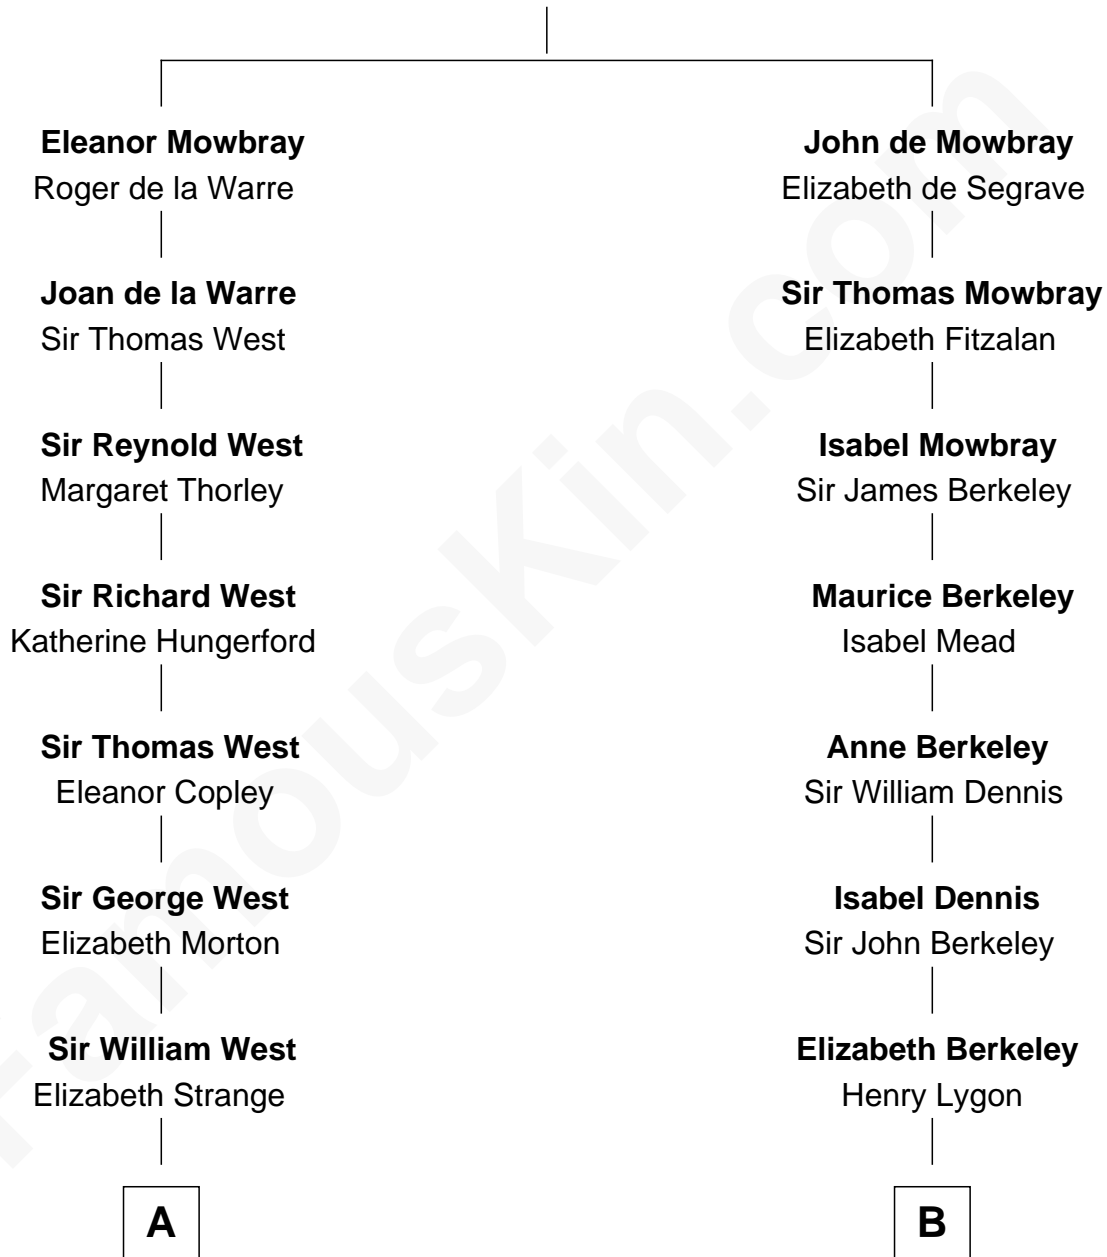 Eleanor Mowbray
Roger de la Warre
John de Mowbray
Elizabeth de Segrave
Joan de la Warre
Sir Thomas West
Sir Thomas Mowbray
Elizabeth Fitzalan
Sir Reynold West
Margaret Thorley
Isabel Mowbray
Sir James Berkeley
Sir Richard West
Katherine Hungerford
Maurice Berkeley
Isabel Mead
Sir Thomas West
Eleanor Copley
Anne Berkeley
Sir William Dennis
Sir George West
Elizabeth Morton
Isabel Dennis
Sir John Berkeley
Sir William West
Elizabeth Strange
Elizabeth Berkeley
Henry Lygon
A
B
FamousKin.com